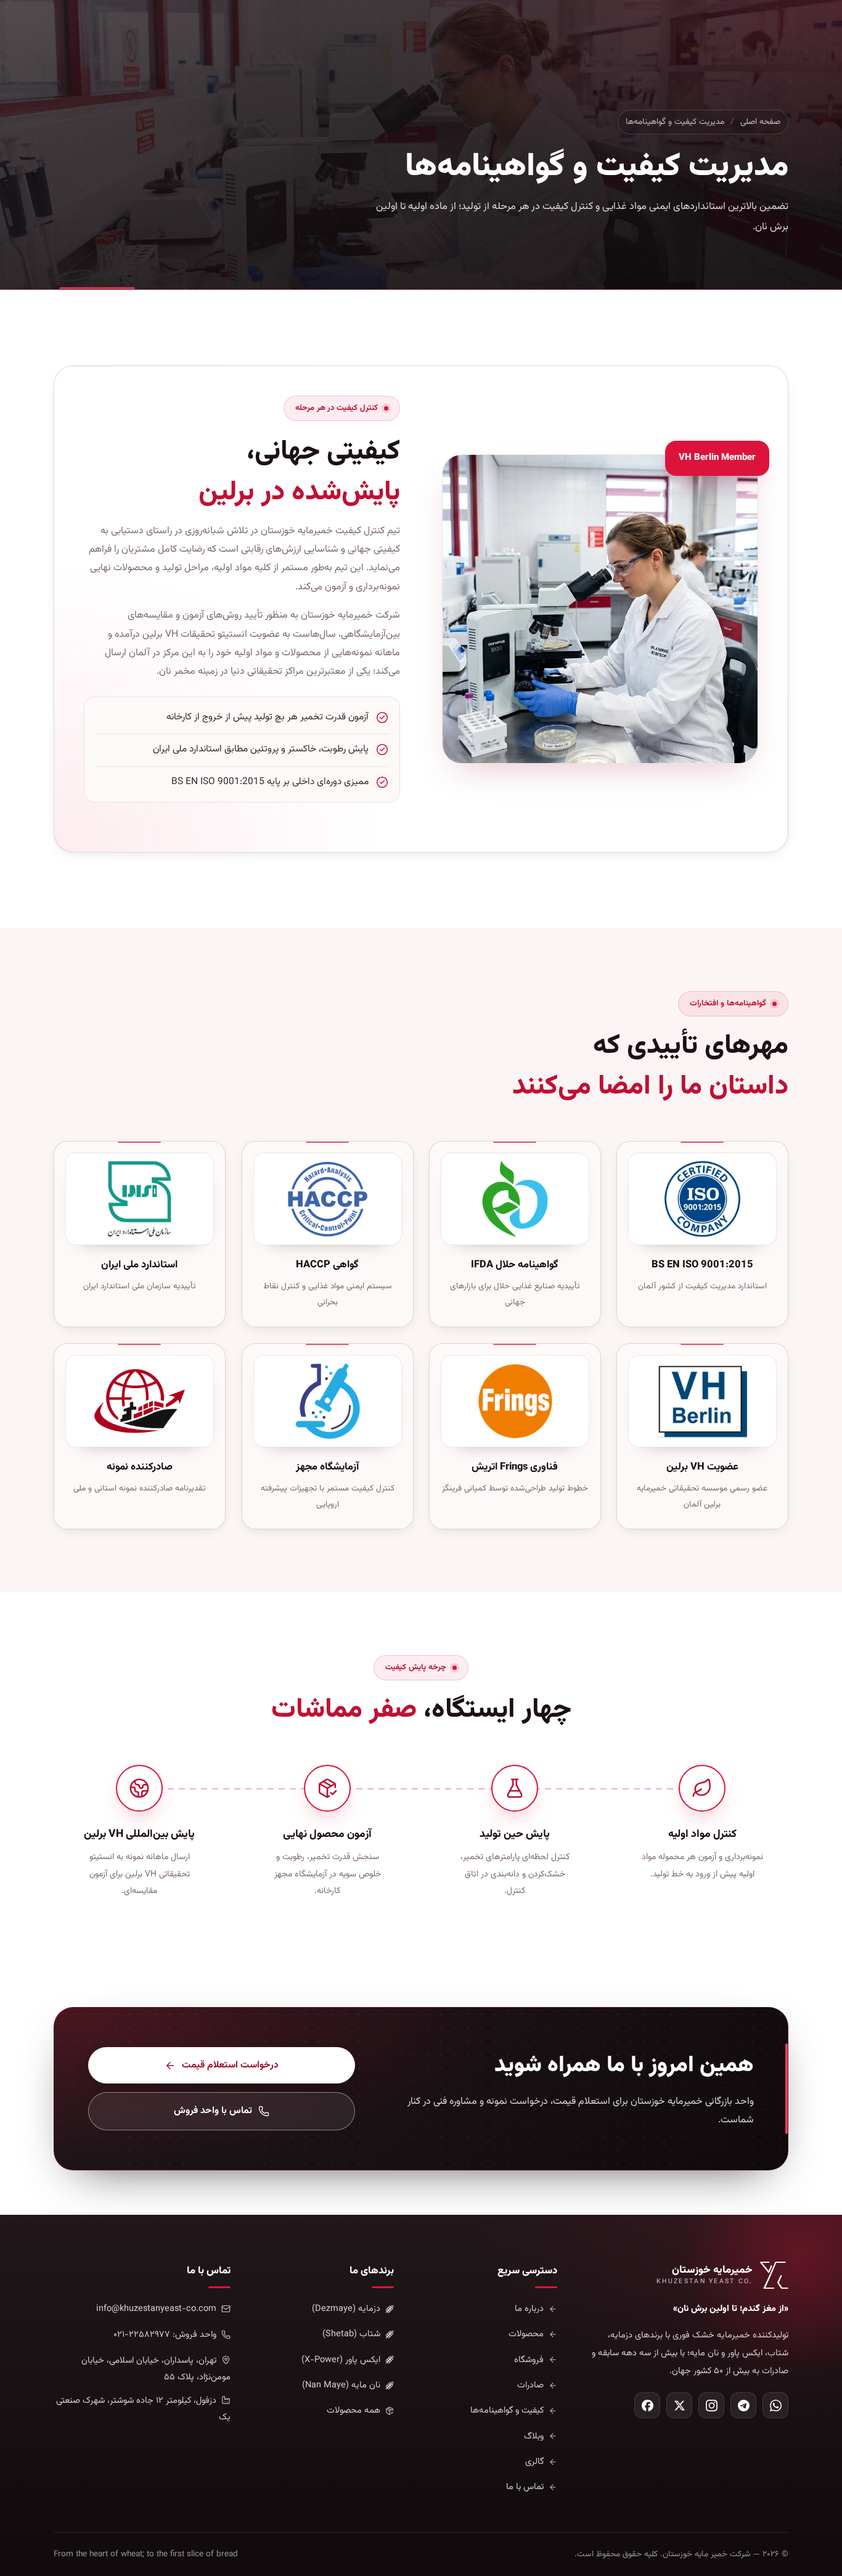 صفحه اصلی / مدیریت کیفیت و گواهینامه‌ها
مدیریت کیفیت و گواهینامه‌ها
تضمین بالاترین استانداردهای ایمنی مواد غذایی و کنترل کیفیت در هر مرحله از تولید؛ از ماده اولیه تا اولین
برش نان.
VH Berlin Member
OLYMPUS
کنترل کیفیت در هر مرحله
کیفیتی جهانی،
پایش‌شده در برلین
تیم کنترل کیفیت خمیرمایه خوزستان در تلاش شبانه‌روزی در راستای دستیابی به
کیفیتی جهانی و شناسایی ارزش‌های رقابتی است که رضایت کامل مشتریان را فراهم
می‌نماید. این تیم به‌طور مستمر از کلیه مواد اولیه، مراحل تولید و محصولات نهایی
نمونه‌برداری و آزمون می‌کند.
شرکت خمیرمایه خوزستان به منظور تأیید روش‌های آزمون و مقایسه‌های
بین‌آزمایشگاهی، سال‌هاست به عضویت انستیتو تحقیقات VH برلین درآمده و
ماهانه نمونه‌هایی از محصولات و مواد اولیه خود را به این مرکز در آلمان ارسال
می‌کند؛ یکی از معتبرترین مراکز تحقیقاتی دنیا در زمینه مخمر نان.
آزمون قدرت تخمیر هر بچ تولید پیش از خروج از کارخانه
پایش رطوبت، خاکستر و پروتئین مطابق استاندارد ملی ایران
ممیزی دوره‌ای داخلی بر پایه BS EN ISO 9001:2015
گواهینامه‌ها و افتخارات
مهرهای تأییدی که
داستان ما را امضا می‌کنند
CERTIFIED
ISO
9001:2015
COMPANY
BS EN ISO 9001:2015
استاندارد مدیریت کیفیت از کشور آلمان
گواهینامه حلال IFDA
تأییدیه صنایع غذایی حلال برای بازارهای
جهانی
Hazard-Analysis
HACCP
Critical-Control-Point
گواهی HACCP
سیستم ایمنی مواد غذایی و کنترل نقاط
بحرانی
سازمان ملی استاندارد ایران
استاندارد ملی ایران
تأییدیه سازمان ملی استاندارد ایران
VH
Berlin
عضویت VH برلین
عضو رسمی موسسه تحقیقاتی خمیرمایه
برلین آلمان
Frings
فناوری Frings اتریش
خطوط تولید طراحی‌شده توسط کمپانی فرینگز
آزمایشگاه مجهز
کنترل کیفیت مستمر با تجهیزات پیشرفته
اروپایی
صادرکننده نمونه
تقدیرنامه صادرکننده نمونه استانی و ملی
چرخه پایش کیفیت
چهار ایستگاه، صفر مماشات
کنترل مواد اولیه
نمونه‌برداری و آزمون هر محموله مواد
اولیه پیش از ورود به خط تولید.
پایش حین تولید
کنترل لحظه‌ای پارامترهای تخمیر،
خشک‌کردن و دانه‌بندی در اتاق
کنترل.
آزمون محصول نهایی
سنجش قدرت تخمیر، رطوبت و
خلوص سویه در آزمایشگاه مجهز
کارخانه.
پایش بین‌المللی VH برلین
ارسال ماهانه نمونه به انستیتو
تحقیقاتی VH برلین برای آزمون
مقایسه‌ای.
همین امروز با ما همراه شوید
واحد بازرگانی خمیرمایه خوزستان برای استعلام قیمت، درخواست نمونه و مشاوره فنی در کنار
شماست.
درخواست استعلام قیمت
تماس با واحد فروش
خمیرمایه خوزستان
KHUZESTAN YEAST CO.
«از مغز گندم؛ تا اولین برش نان»
تولیدکننده خمیرمایه خشک فوری با برندهای دزمایه،
شتاب، ایکس پاور و نان مایه؛ با بیش از سه دهه سابقه و
صادرات به بیش از ۵۰ کشور جهان.
دسترسی سریع
درباره ما
محصولات
فروشگاه
صادرات
کیفیت و گواهینامه‌ها
وبلاگ
گالری
تماس با ما
برندهای ما
دزمایه (Dezmaye)
شتاب (Shetab)
ایکس پاور (X-Power)
نان مایه (Nan Maye)
همه محصولات
تماس با ما
info@khuzestanyeast-co.com
واحد فروش: ۰۲۱-۲۲۵۸۲۹۷۷
تهران، پاسداران، خیابان اسلامی، خیابان
مومن‌نژاد، پلاک ۵۵
دزفول، کیلومتر ۱۲ جاده شوشتر، شهرک صنعتی
یک
© ۲۰۲۶ — شرکت خمیر مایه خوزستان. کلیه حقوق محفوظ است.
From the heart of wheat; to the first slice of bread